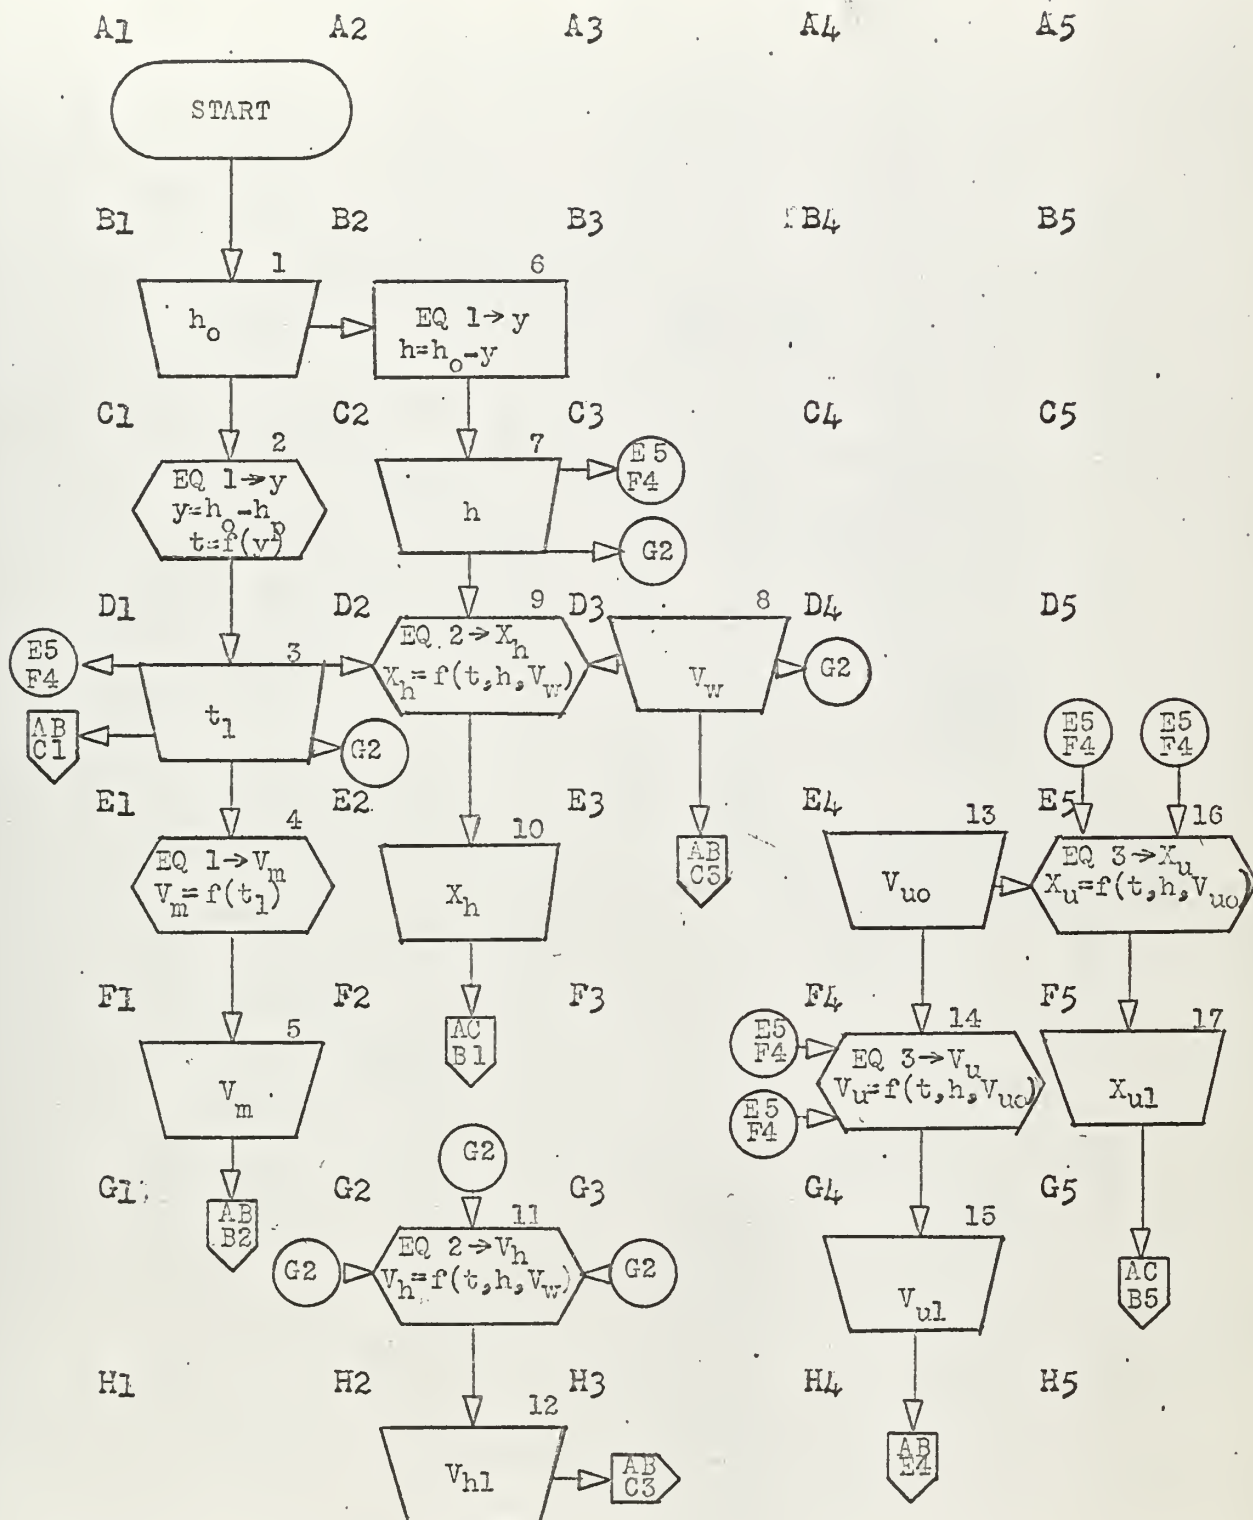 A1 A2 A3 A4 A5
START
B1 B2 B3 B4 B5
1 6
h_o
EQ 1→y
h=h_o-y
C1 C2 C3 C4 C5
2 7
EQ 1→y
y=h_o-h_p
t=f(y)
h
E5
F4
G2
D1 D2 D3 D4 D5
3 9 8
E5
F4
AB
C1
t_1
G2
EQ 2→X_h
X_h=f(t,h,V_w)
V_w
G2
E5
F4
E5
F4
E1 E2 E3 E4 E5
4 10 13 16
EQ 1→V_m
V_m=f(t_1)
X_h
AB
C3
V_uo
EQ 3→X_u
X_u=f(t,h,V_uo)
F1 F2 F3 F4 F5
5 14 17
V_m
AC
B1
E5
F4
E5
F4
EQ 3→V_u
V_u=f(t,h,V_uo)
X_u1
G2
G1 G2 G3 G4 G5
11 15
AB
B2
G2
EQ 2→V_h
V_h=f(t,h,V_w)
G2
V_u1
AC
B5
H1 H2 H3 H4 H5
12
V_h1
AB
C3
AB
E4